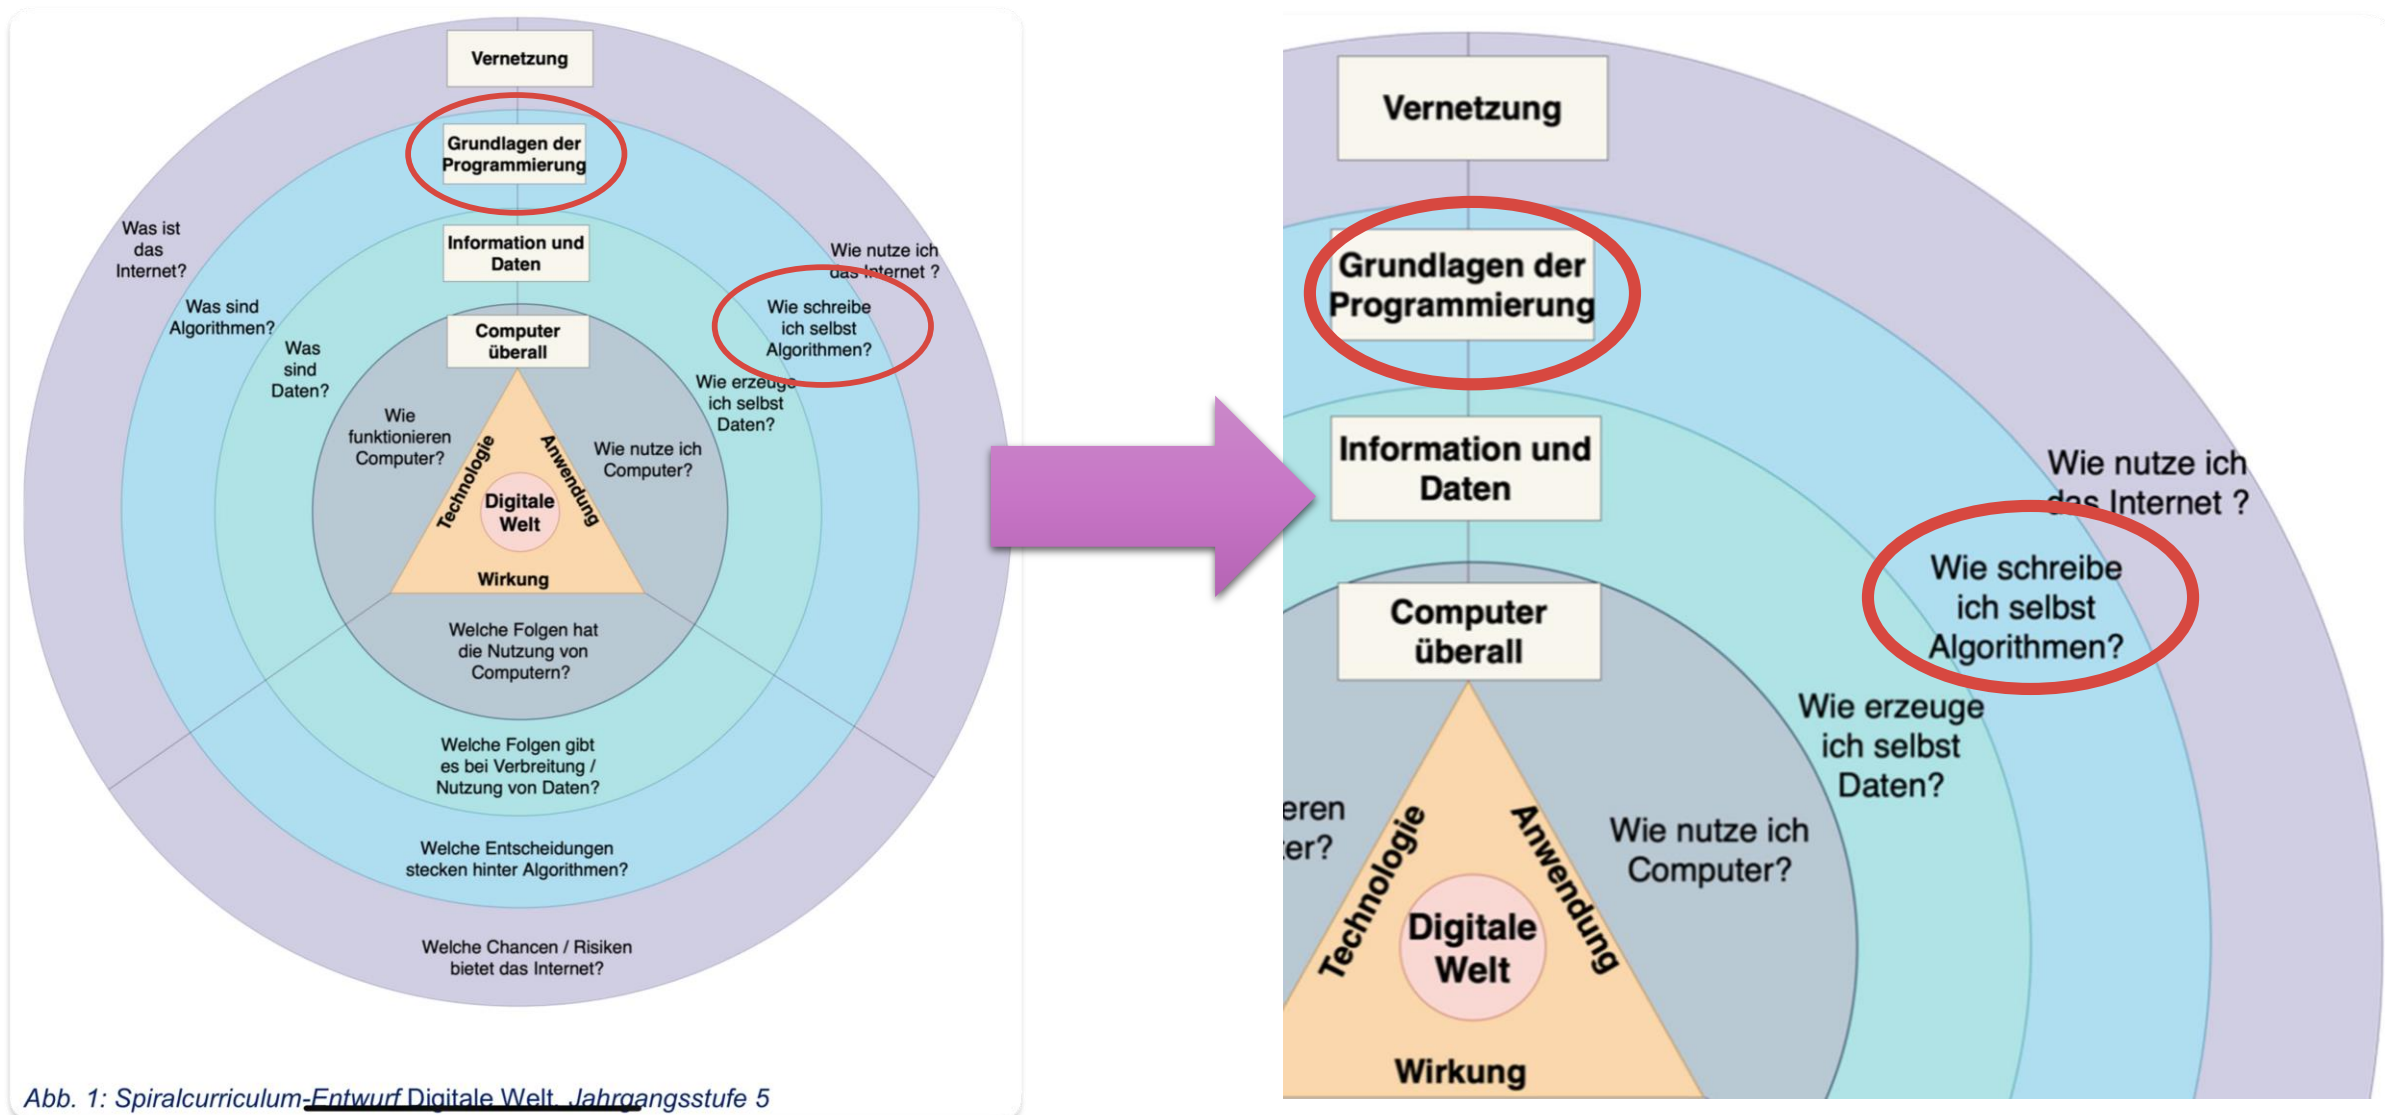 Vernetzung
Grundlagen der
Programmierung
Information und
Daten
Computer
überall
Was ist
das
Internet?
Was sind
Algorithmen?
Was
sind
Daten?
Wie
funktionieren
Computer?
Wie nutze ich
das Internet ?
Wie schreibe
ich selbst
Algorithmen?
Wie erzeuge
ich selbst
Daten?
Wie nutze ich
Computer?
Technologie
Anwendung
Digitale
Welt
Wirkung
Welche Folgen hat
die Nutzung von
Computern?
Welche Folgen gibt
es bei Verbreitung /
Nutzung von Daten?
Welche Entscheidungen
stecken hinter Algorithmen?
Welche Chancen / Risiken
bietet das Internet?
Abb. 1: Spiralcurriculum-Entwurf Digitale Welt, Jahrgangsstufe 5
Vernetzung
Grundlagen der
Programmierung
Information und
Daten
Computer
überall
Wie nutze ich
das Internet ?
Wie schreibe
ich selbst
Algorithmen?
Wie erzeuge
ich selbst
Daten?
Wie nutze ich
Computer?
eren
er?
Technologie
Anwendung
Digitale
Welt
Wirkung